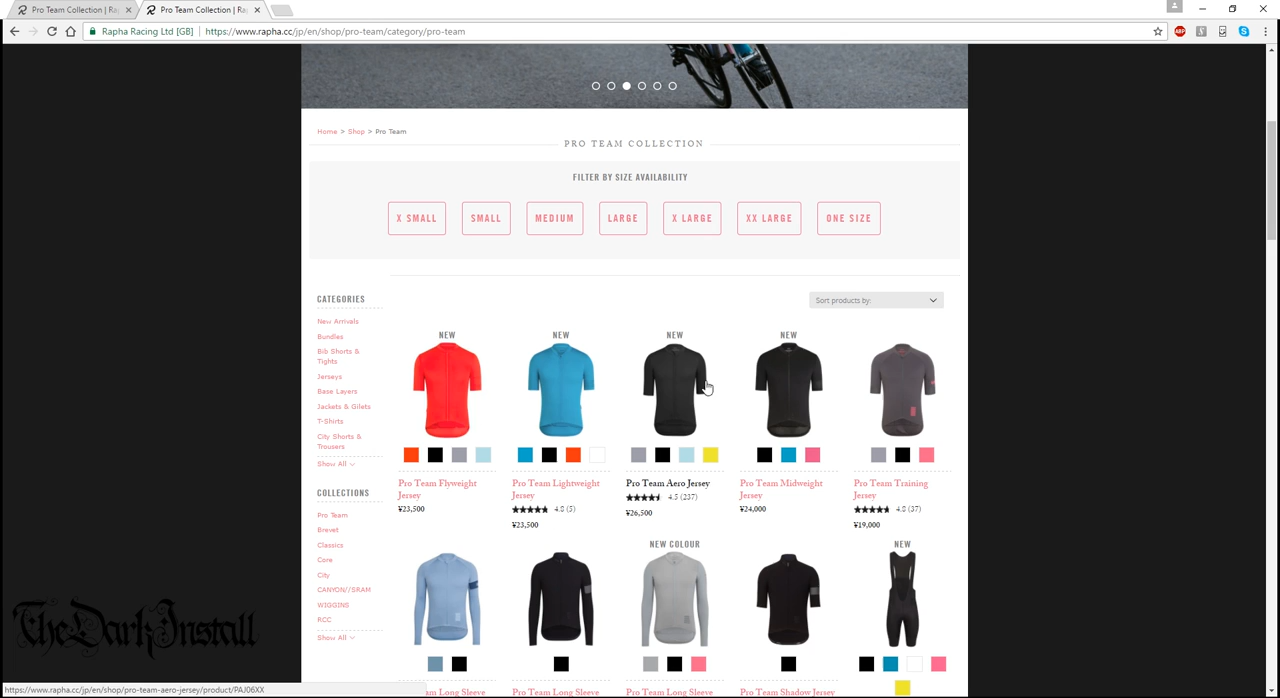 Pro Team Collection | Ra
Pro Team Collection | Ra
Rapha Racing Ltd [GB]
https://www.rapha.cc/jp/en/shop/pro-team/category/pro-team
ABP
Home > Shop > Pro Team
PRO TEAM COLLECTION
FILTER BY SIZE AVAILABILITY
X SMALL
SMALL
MEDIUM
LARGE
X LARGE
XX LARGE
ONE SIZE
CATEGORIES
New Arrivals
Bundles
Bib Shorts &
Tights
Jerseys
Base Layers
Jackets & Gilets
T-Shirts
City Shorts &
Trousers
Show All
COLLECTIONS
Pro Team
Brevet
Classics
Core
City
CANYON//SRAM
WIGGINS
RCC
Show All
Sort products by:
NEW
Pro Team Flyweight
Jersey
¥23,500
NEW
Pro Team Lightweight
Jersey
4.8 (5)
¥23,500
NEW
Pro Team Aero Jersey
4.5 (237)
¥26,500
NEW
Pro Team Midweight
Jersey
¥24,000
Pro Team Training
Jersey
4.8 (37)
¥19,000
NEW COLOUR
NEW
am Long Sleeve
Pro Team Long Sleeve
Pro Team Long Sleeve
Pro Team Shadow Jersey
TheDarkInstall
https://www.rapha.cc/jp/en/shop/pro-team-aero-jersey/product/PAJ06XX